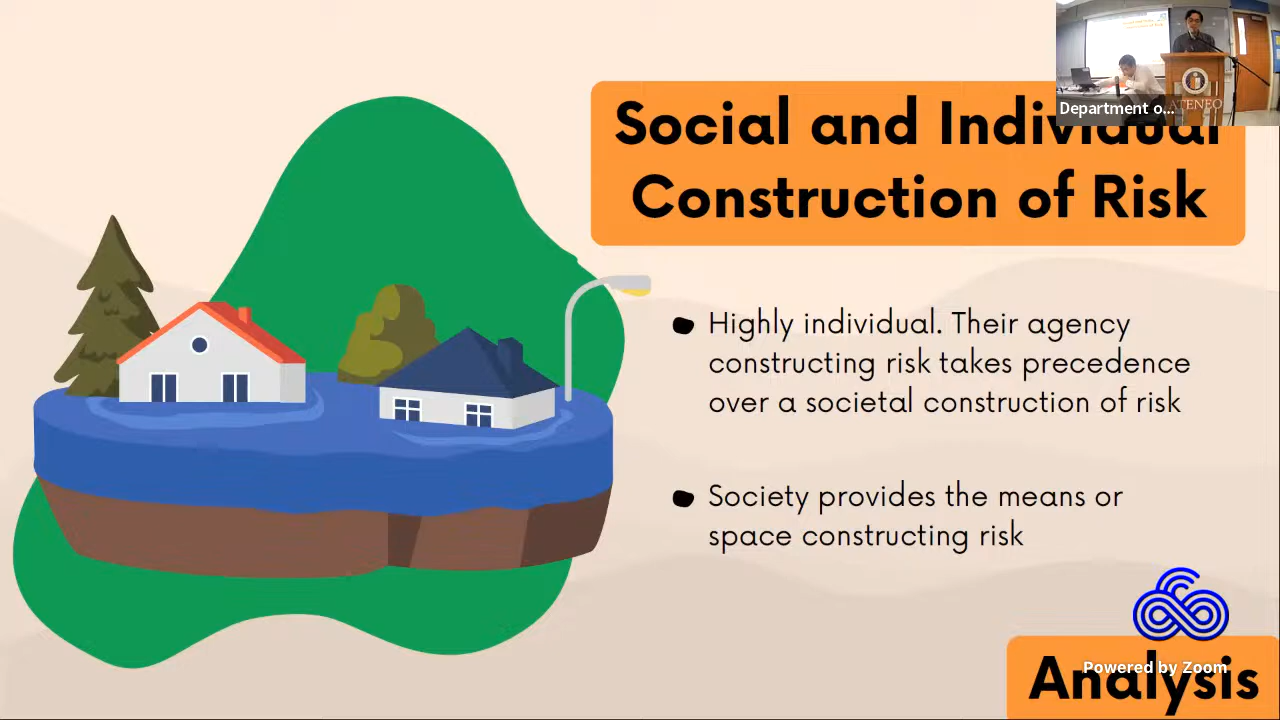 Social and Individual
Construction of Risk
Department o...
ATENEO
Highly individual. Their agency
constructing risk takes precedence
over a societal construction of risk
Society provides the means or
space constructing risk
Analysis
Powered by Zoom